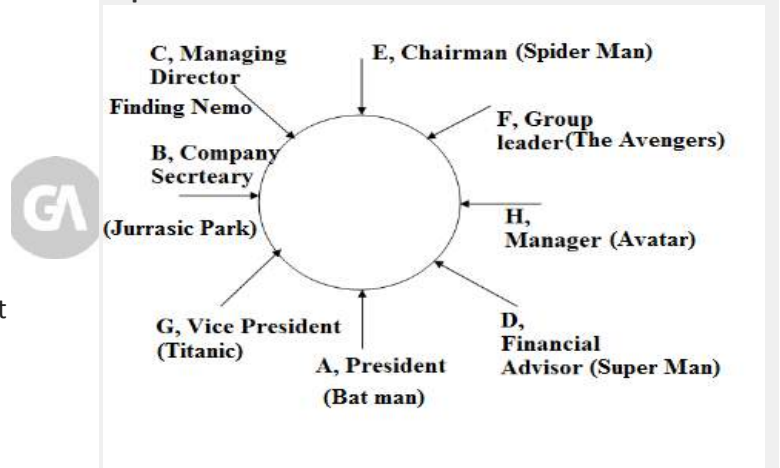 C, Managing
Director
Finding Nemo
E, Chairman (Spider Man)
F, Group
leader(The Avengers)
B, Company
Secrteary
(Jurrasic Park)
H,
Manager (Avatar)
G, Vice President
(Titanic)
A, President
(Bat man)
D,
Financial
Advisor (Super Man)
GA
t